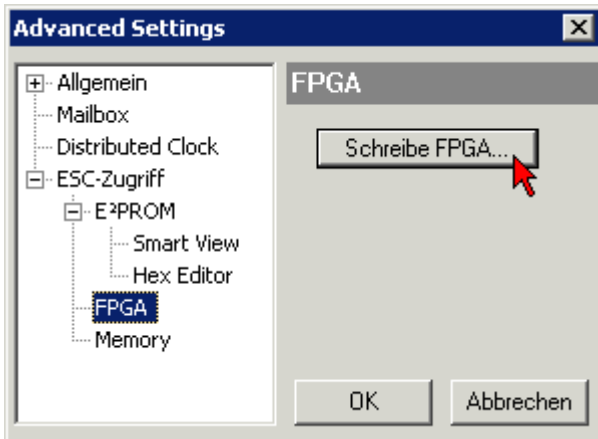 Advanced Settings
Allgemein
Mailbox
Distributed Clock
ESC-Zugriff
E²PROM
Smart View
Hex Editor
FPGA
Memory
FPGA
Schreibe FPGA...
OK
Abbrechen